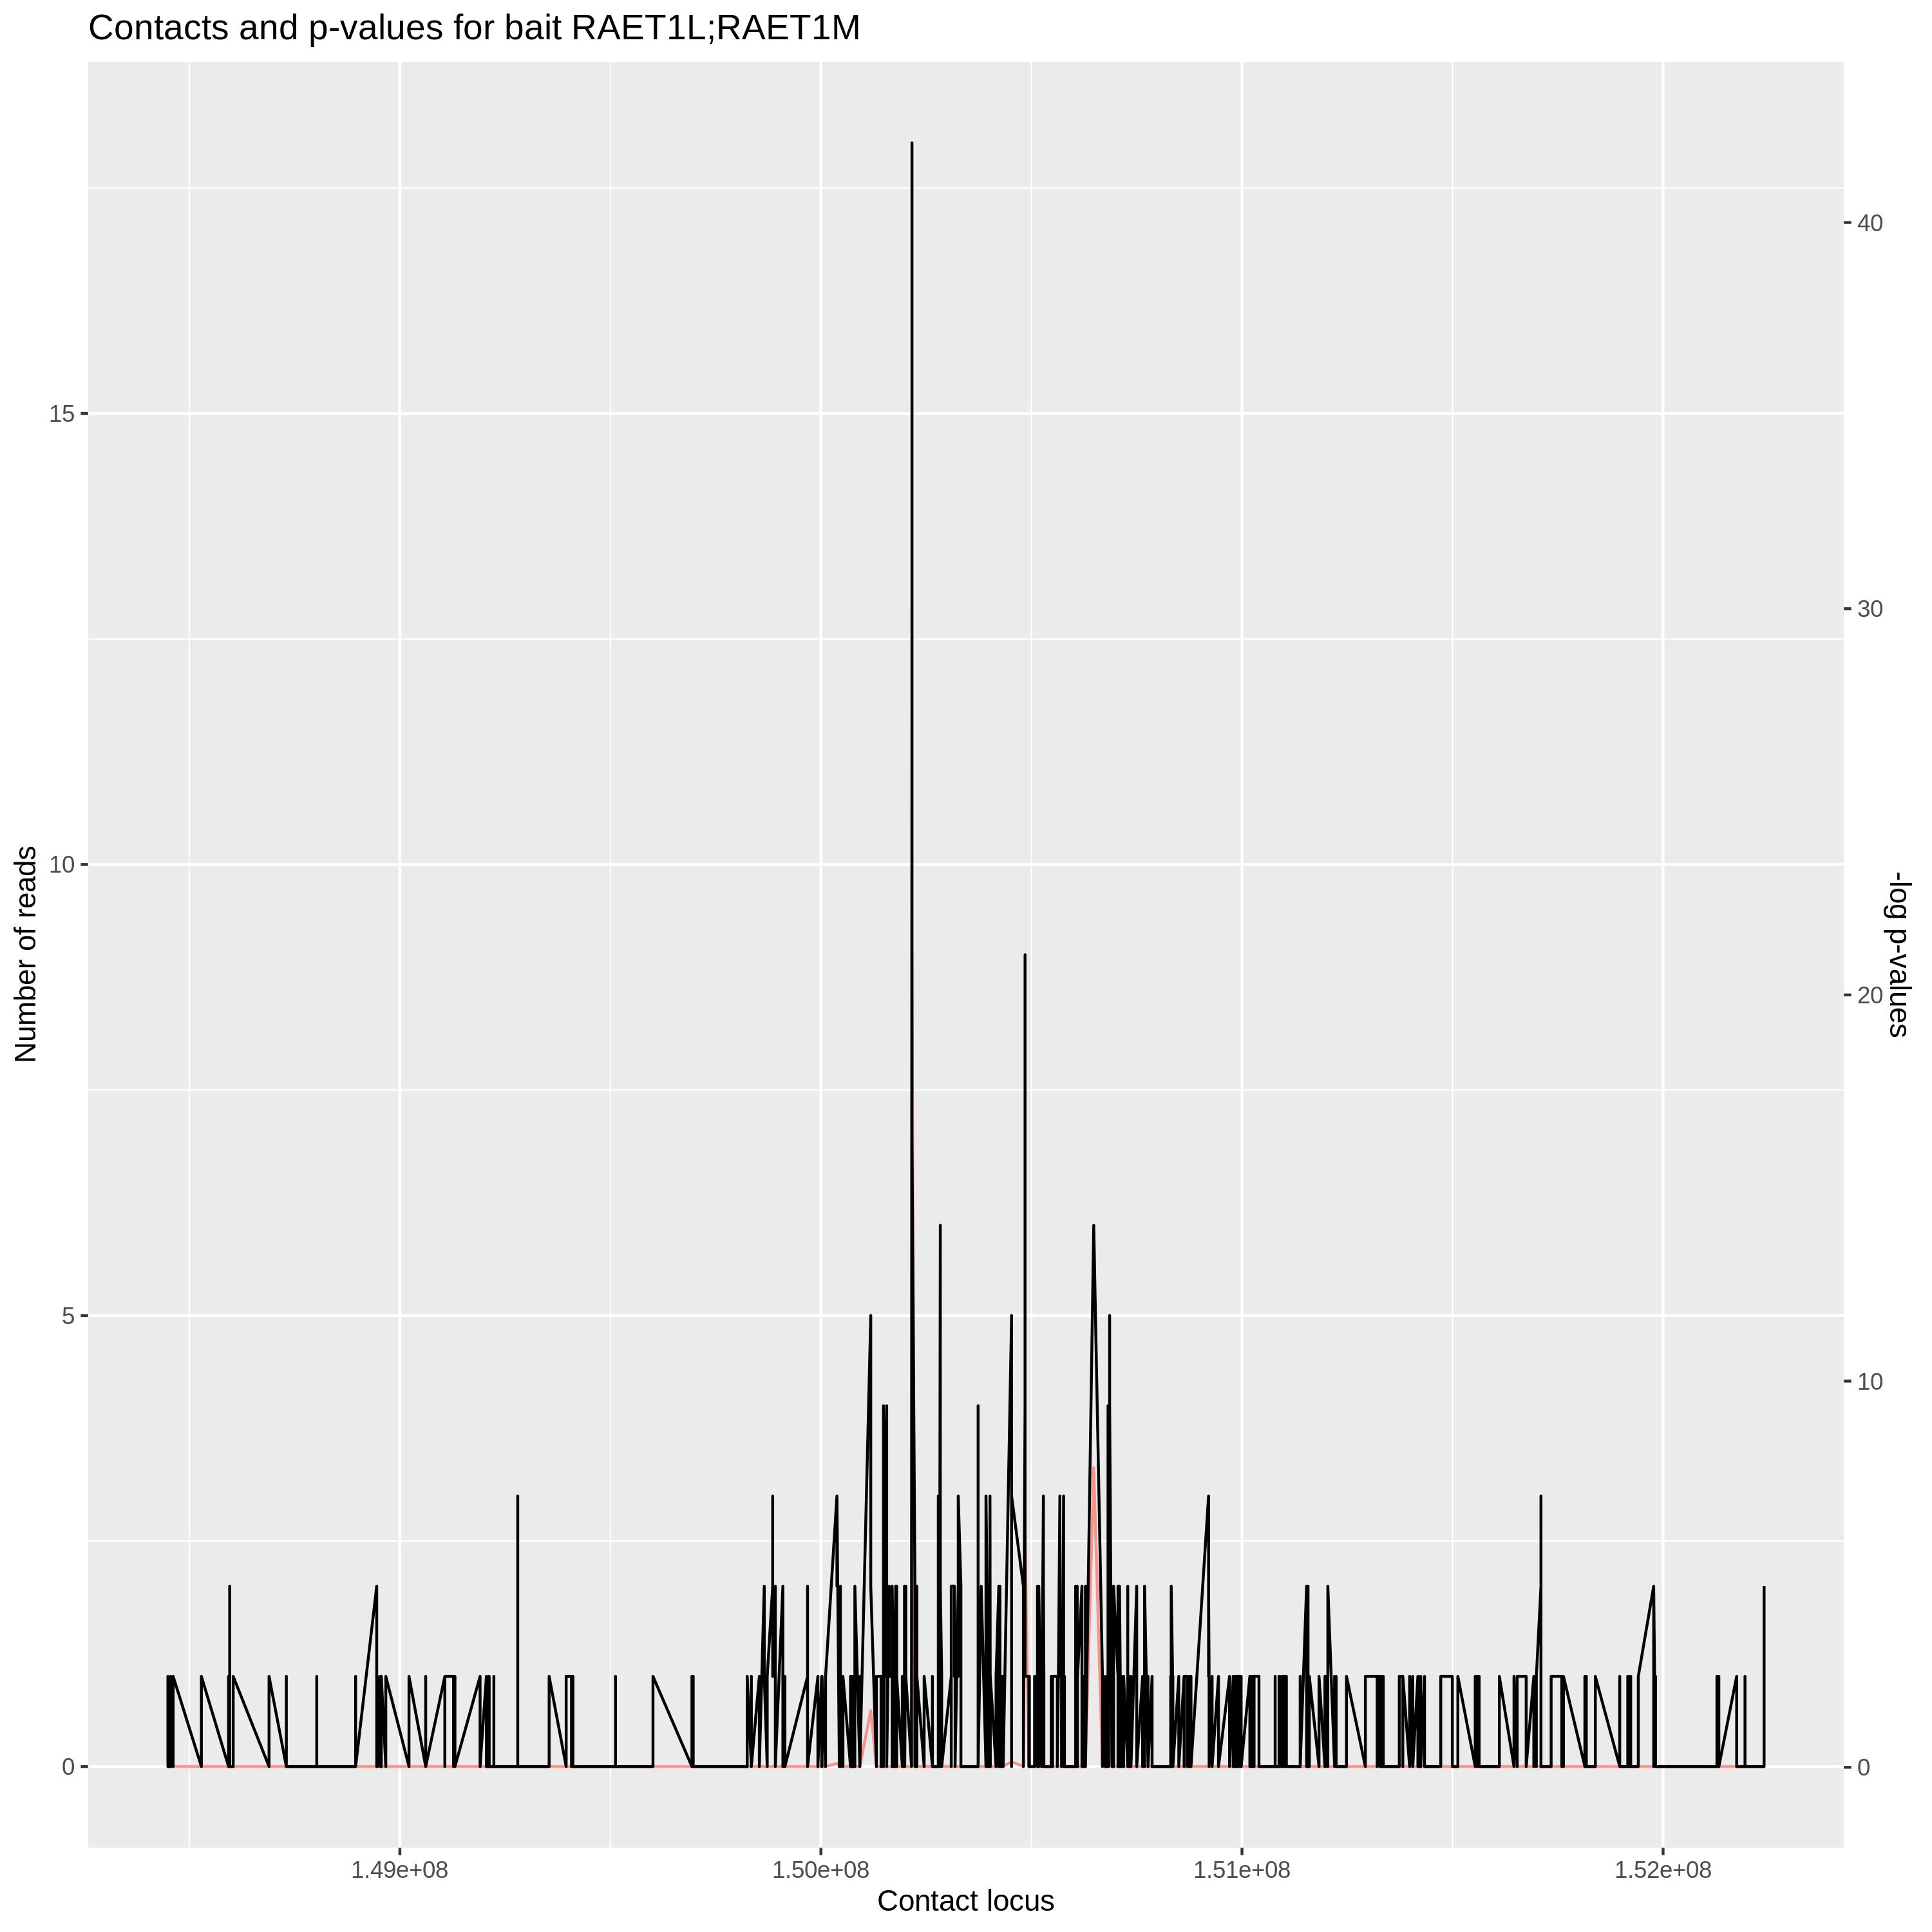 Contacts and p-values for bait RAET1L;RAET1M
40
15
30
10
20
5
10
0
0
Number of reads
-log p-values
1.49e+08 1.50e+08 1.51e+08 1.52e+08
Contact locus